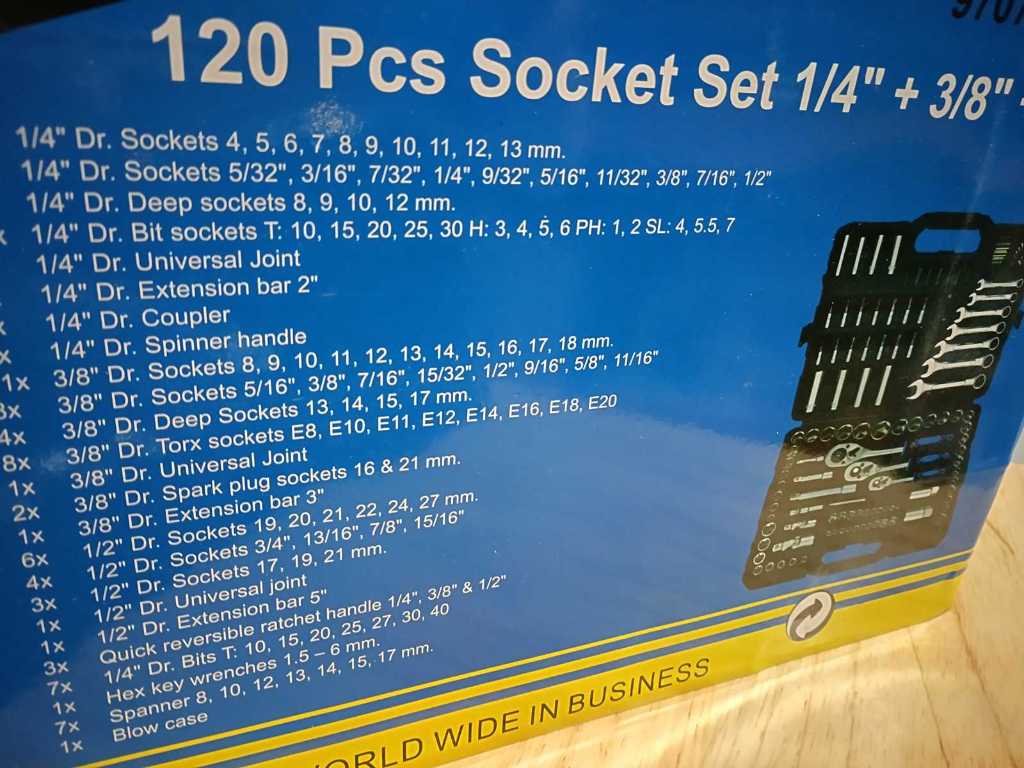 120 Pcs Socket Set 1/4" + 3/8"
1/4" Dr. Sockets 4, 5, 6, 7, 8, 9, 10, 11, 12, 13 mm.
1/4" Dr. Sockets 5/32", 3/16", 7/32", 1/4", 9/32", 5/16", 11/32", 3/8", 7/16", 1/2"
1/4" Dr. Deep sockets 8, 9, 10, 12 mm.
x 1/4" Dr. Bit sockets T: 10, 15, 20, 25, 30 H: 3, 4, 5, 6 PH: 1, 2 SL: 4, 5.5, 7
1/4" Dr. Universal Joint
1/4" Dr. Extension bar 2"
x 1/4" Dr. Coupler
x 1/4" Dr. Spinner handle
1x 3/8" Dr. Sockets 8, 9, 10, 11, 12, 13, 14, 15, 16, 17, 18 mm.
8x 3/8" Dr. Sockets 5/16", 3/8", 7/16", 15/32", 1/2", 9/16", 5/8", 11/16"
4x 3/8" Dr. Deep Sockets 13, 14, 15, 17 mm.
8x 3/8" Dr. Torx sockets E8, E10, E11, E12, E14, E16, E18, E20
1x 3/8" Dr. Universal Joint
2x 3/8" Dr. Spark plug sockets 16 & 21 mm.
1x 3/8" Dr. Extension bar 3"
6x 1/2" Dr. Sockets 19, 20, 21, 22, 24, 27 mm.
4x 1/2" Dr. Sockets 3/4", 13/16", 7/8", 15/16"
3x 1/2" Dr. Sockets 17, 19, 21 mm.
1x 1/2" Dr. Universal joint
1x 1/2" Dr. Extension bar 5"
3x Quick reversible ratchet handle 1/4", 3/8" & 1/2"
7x 1/4" Dr. Bits T: 10, 15, 20, 25, 27, 30, 40
1x Hex key wrenches 1.5 – 6 mm.
7x Spanner 8, 10, 12, 13, 14, 15, 17 mm.
1x Blow case
WORLD WIDE IN BUSINESS